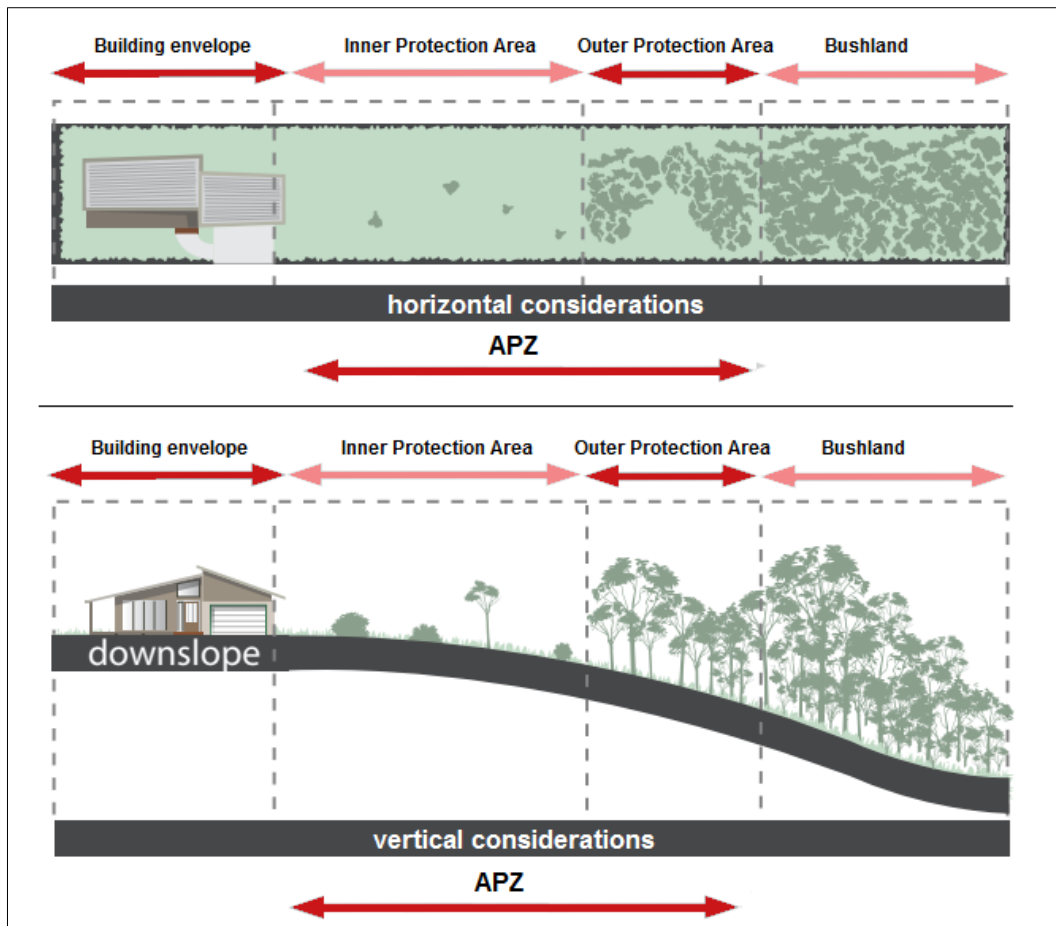 Building envelope Inner Protection Area Outer Protection Area Bushland
horizontal considerations
APZ
Building envelope Inner Protection Area Outer Protection Area Bushland
downslope
vertical considerations
APZ